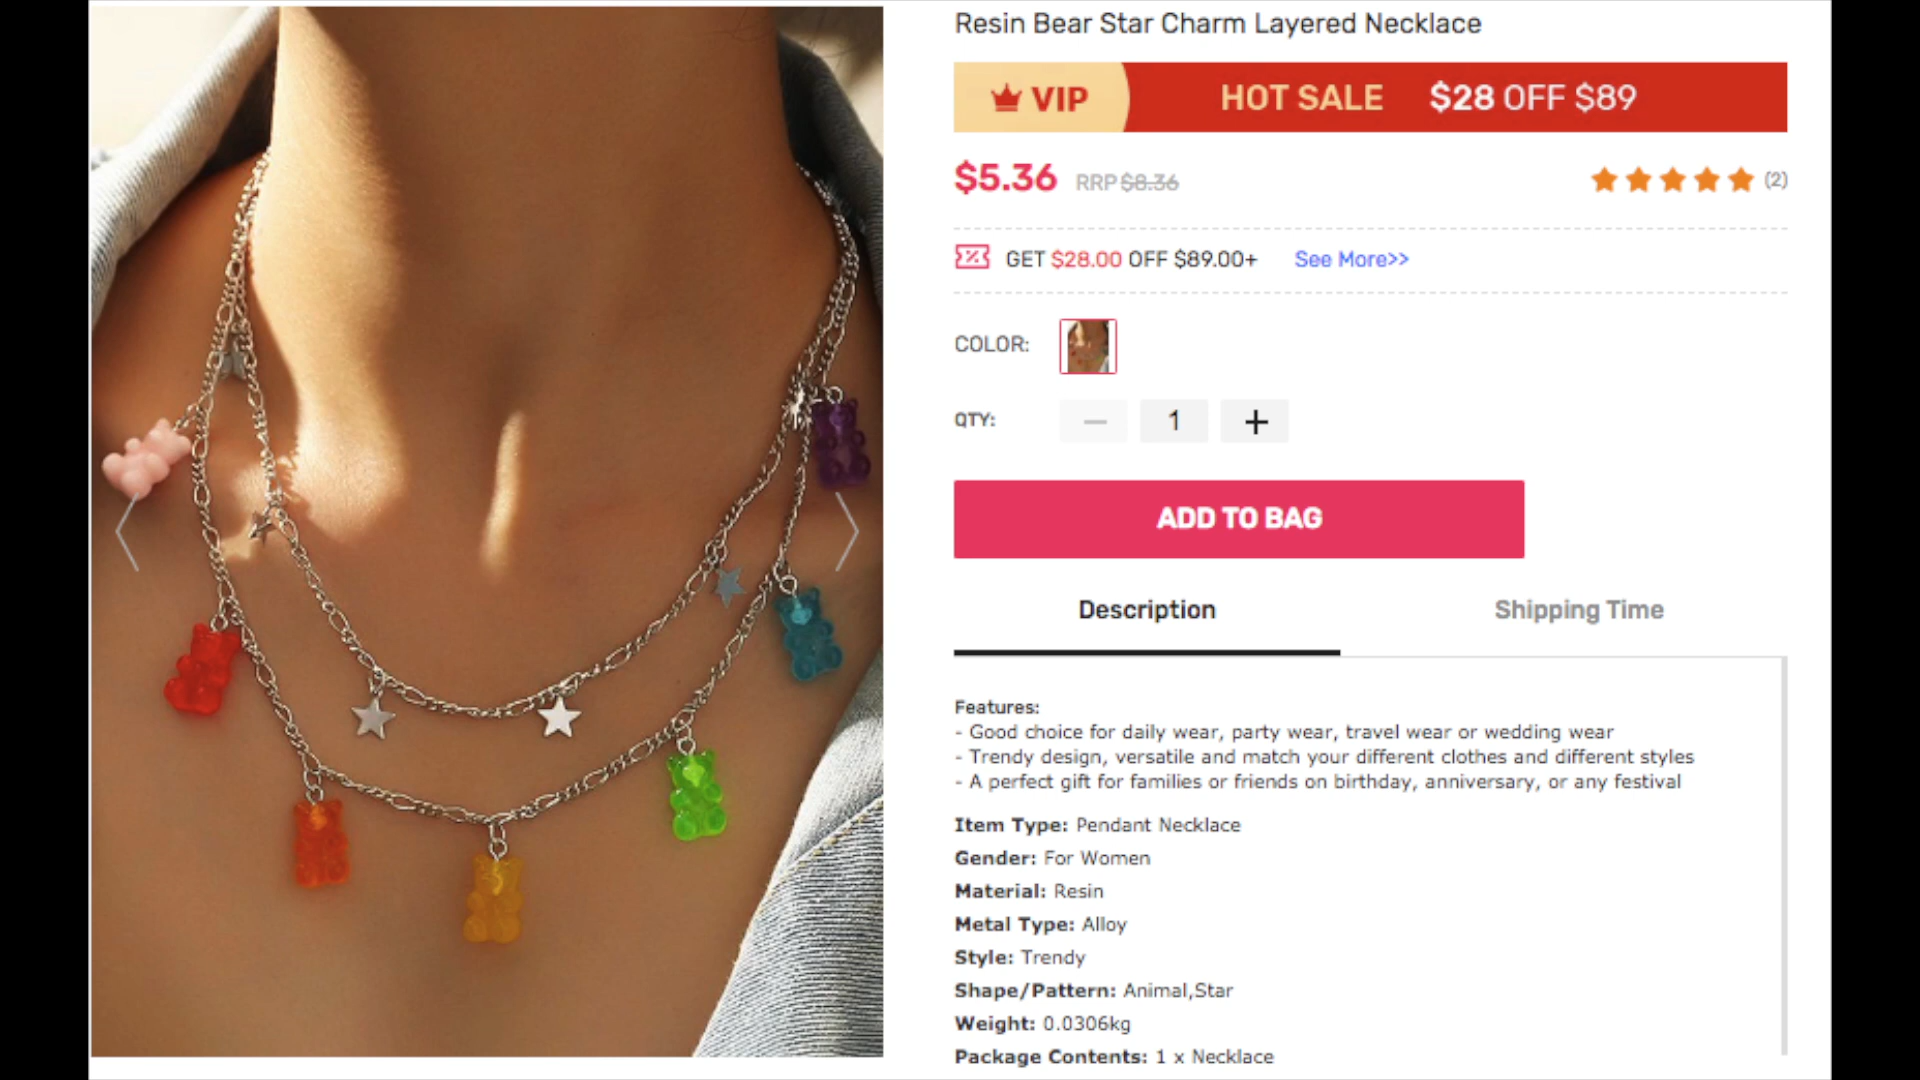 Resin Bear Star Charm Layered Necklace
VIP HOT SALE $28 OFF $89
$5.36 RRP $8.36 (2)
GET $28.00 OFF $89.00+ See More>>
COLOR:
QTY: − 1 +
ADD TO BAG
Description Shipping Time
Features:
- Good choice for daily wear, party wear, travel wear or wedding wear
- Trendy design, versatile and match your different clothes and different styles
- A perfect gift for families or friends on birthday, anniversary, or any festival
Item Type: Pendant Necklace
Gender: For Women
Material: Resin
Metal Type: Alloy
Style: Trendy
Shape/Pattern: Animal,Star
Weight: 0.0306kg
Package Contents: 1 x Necklace